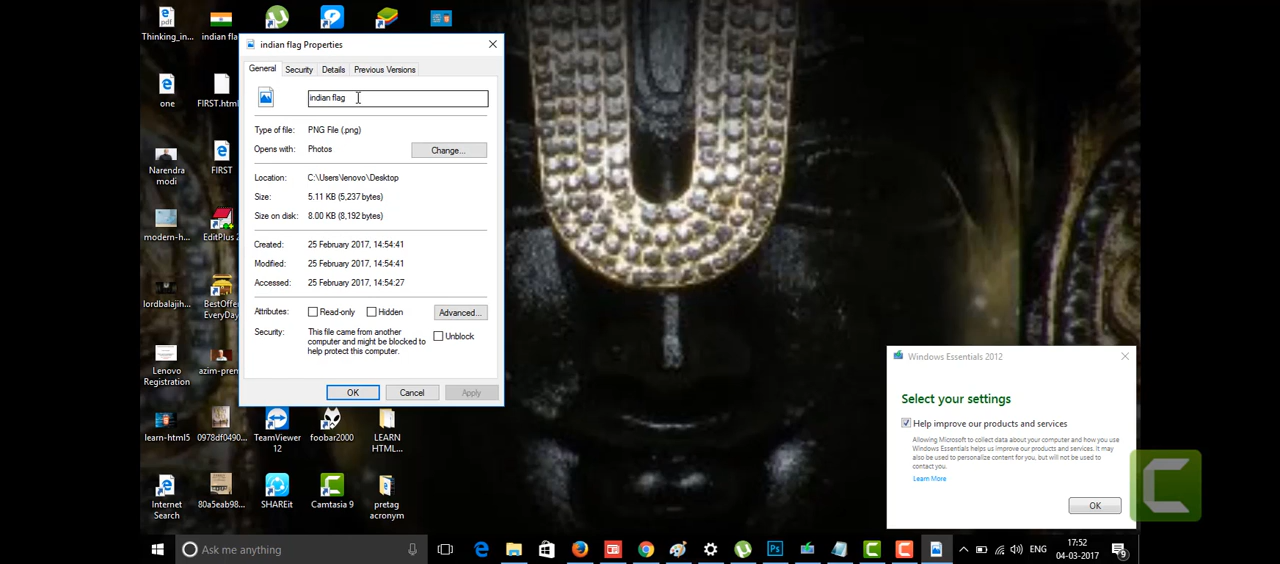 Thinking_in...
indian fla
one
FIRST.html
Narendra
modi
FIRST
modern-h...
EditPlus 2
lordbalajih...
BestOffer
EveryDay
Lenovo
Registration
azim-prem
learn-html5
0978df0490...
TeamViewer
12
foobar2000
LEARN
HTML...
Internet
Search
80a5eab98...
SHAREit
Camtasia 9
pretag
acronym
indian flag Properties
General Security Details Previous Versions
indian flag
Type of file: PNG File (.png)
Opens with: Photos Change...
Location: C:\Users\lenovo\Desktop
Size: 5.11 KB (5,237 bytes)
Size on disk: 8.00 KB (8,192 bytes)
Created: 25 February 2017, 14:54:41
Modified: 25 February 2017, 14:54:41
Accessed: 25 February 2017, 14:54:27
Attributes: Read-only Hidden Advanced...
Security: This file came from another
computer and might be blocked to
help protect this computer.
Unblock
OK Cancel Apply
Windows Essentials 2012
Select your settings
Help improve our products and services
Allowing Microsoft to collect data about your computer and how you use
Windows Essentials helps us improve our products and services. It may
also be used to personalize content for you, but will not be used to
contact you.
Learn More
OK
Ask me anything
ENG
17:52
04-03-2017